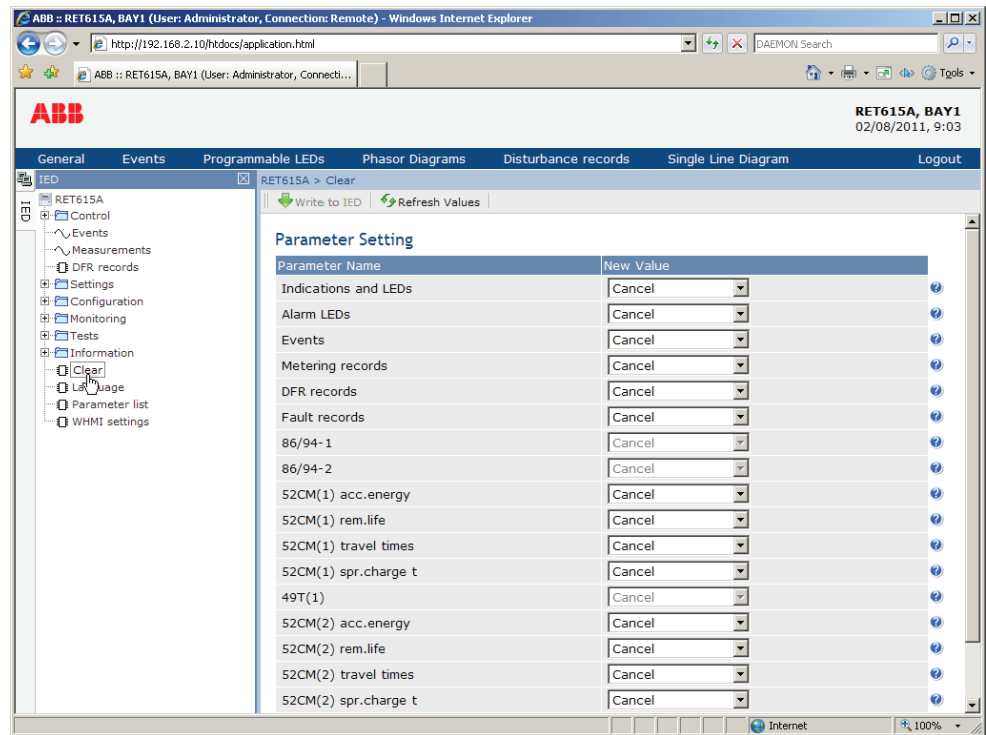 ABB :: RET615A, BAY1 (User: Administrator, Connection: Remote) - Windows Internet Explorer
http://192.168.2.10/htdocs/application.html
DAEMON Search
ABB :: RET615A, BAY1 (User: Administrator, Connecti...
Tools
ABB
RET615A, BAY1
02/08/2011, 9:03
General Events Programmable LEDs Phasor Diagrams Disturbance records Single Line Diagram Logout
IED
IED
RET615A
Control
Events
Measurements
DFR records
Settings
Configuration
Monitoring
Tests
Information
Clear
Parameter list
WHMI settings
RET615A > Clear
Write to IED Refresh Values
Parameter Setting
Parameter Name New Value
Indications and LEDs Cancel
Alarm LEDs Cancel
Events Cancel
Metering records Cancel
DFR records Cancel
Fault records Cancel
86/94-1 Cancel
86/94-2 Cancel
52CM(1) acc.energy Cancel
52CM(1) rem.life Cancel
52CM(1) travel times Cancel
52CM(1) spr.charge t Cancel
49T(1) Cancel
52CM(2) acc.energy Cancel
52CM(2) rem.life Cancel
52CM(2) travel times Cancel
52CM(2) spr.charge t Cancel
Internet 100%